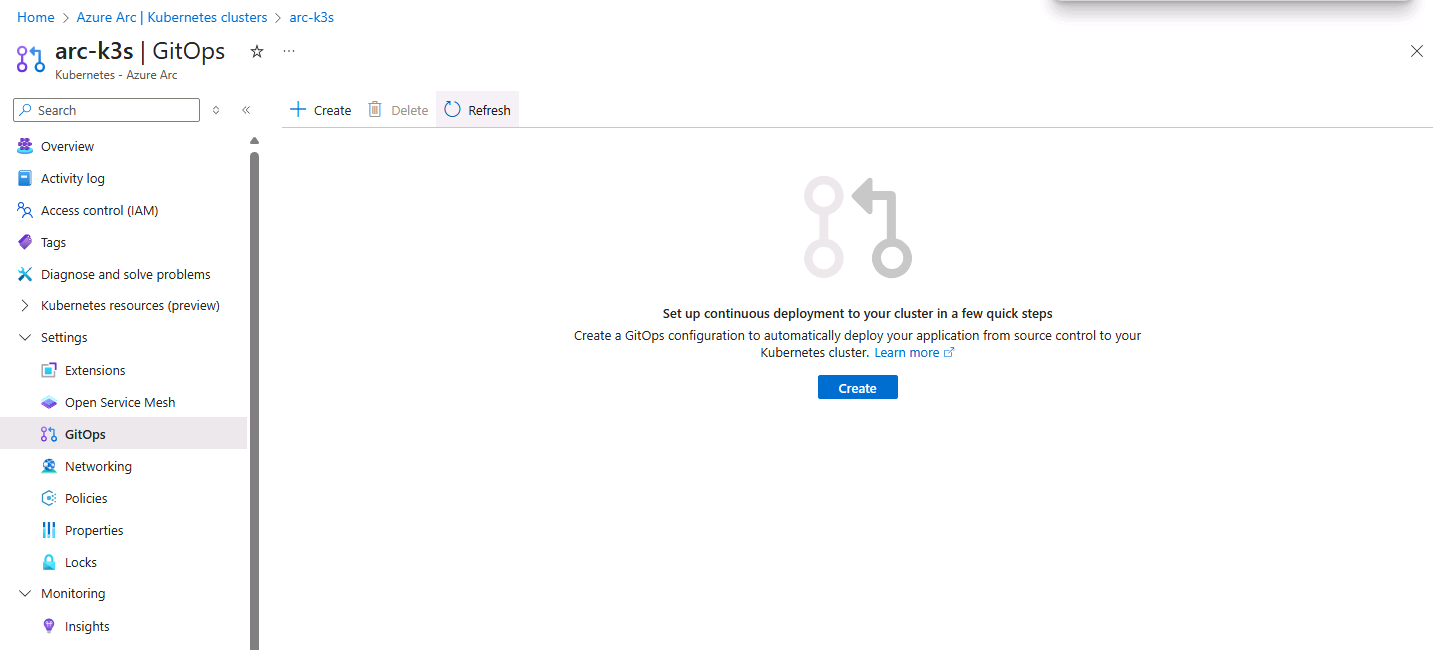 Home > Azure Arc | Kubernetes clusters > arc-k3s
arc-k3s | GitOps
Kubernetes - Azure Arc
Search
Create Delete Refresh
Overview
Activity log
Access control (IAM)
Tags
Diagnose and solve problems
Kubernetes resources (preview)
Settings
Extensions
Open Service Mesh
GitOps
Networking
Policies
Properties
Locks
Monitoring
Insights
Set up continuous deployment to your cluster in a few quick steps
Create a GitOps configuration to automatically deploy your application from source control to your
Kubernetes cluster. Learn more
Create